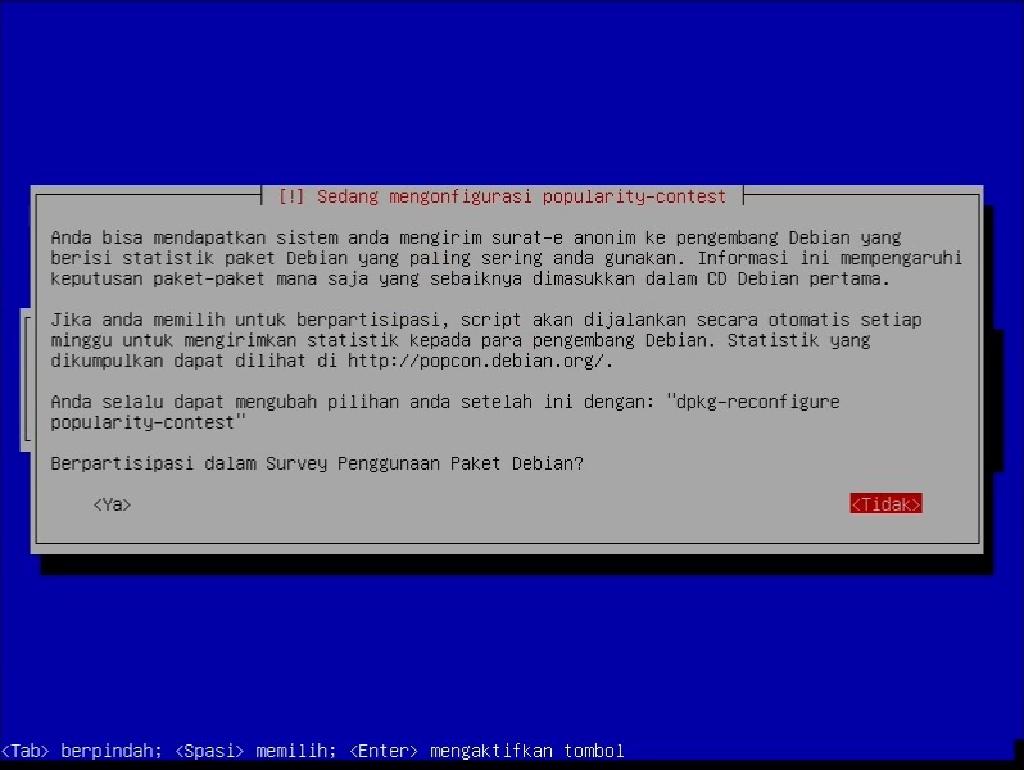 [!] Sedang mengonfigurasi popularity-contest
Anda bisa mendapatkan sistem anda mengirim surat-e anonim ke pengembang Debian yang
berisi statistik paket Debian yang paling sering anda gunakan. Informasi ini mempengaruhi
keputusan paket-paket mana saja yang sebaiknya dimasukkan dalam CD Debian pertama.
Jika anda memilih untuk berpartisipasi, script akan dijalankan secara otomatis setiap
minggu untuk mengirimkan statistik kepada para pengembang Debian. Statistik yang
dikumpulkan dapat dilihat di http://popcon.debian.org/.
Anda selalu dapat mengubah pilihan anda setelah ini dengan: "dpkg-reconfigure
popularity-contest"
Berpartisipasi dalam Survey Penggunaan Paket Debian?
<Ya> <Tidak>
<Tab> berpindah; <Spasi> memilih; <Enter> mengaktifkan tombol